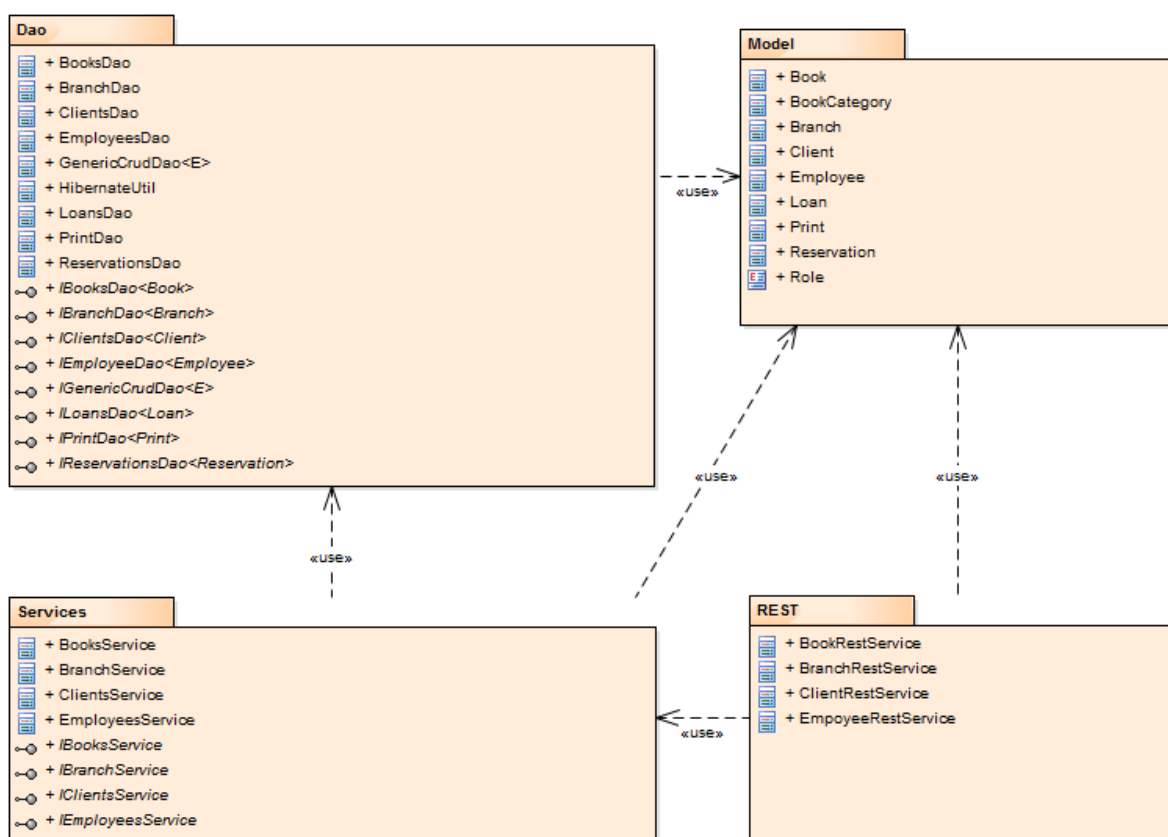 Dao
+ BooksDao
+ BranchDao
+ ClientsDao
+ EmployeesDao
+ GenericCrudDao<E>
+ HibernateUtil
+ LoansDao
+ PrintDao
+ ReservationsDao
+ IBooksDao<Book>
+ IBranchDao<Branch>
+ IClientsDao<Client>
+ IEmployeeDao<Employee>
+ IGenericCrudDao<E>
+ ILoansDao<Loan>
+ IPrintDao<Print>
+ IReservationsDao<Reservation>
«use»
Model
+ Book
+ BookCategory
+ Branch
+ Client
+ Employee
+ Loan
+ Print
+ Reservation
E
+ Role
«use»
«use»
«use»
Services
+ BooksService
+ BranchService
+ ClientsService
+ EmployeesService
+ IBooksService
+ IBranchService
+ IClientsService
+ IEmployeesService
«use»
REST
+ BookRestService
+ BranchRestService
+ ClientRestService
+ EmpoyeeRestService